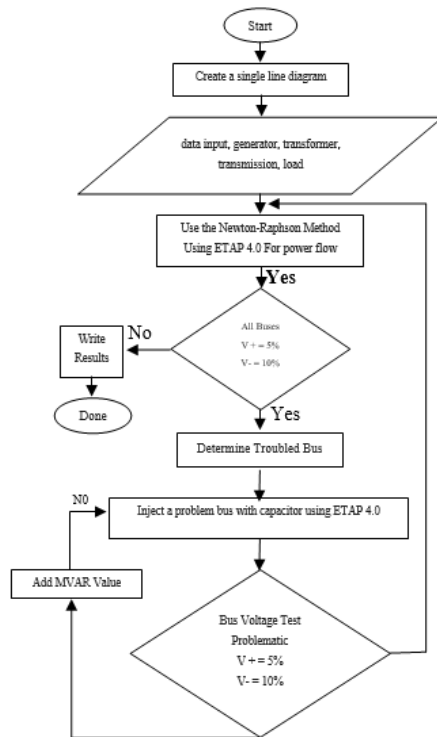 Start
Create a single line diagram
data input, generator, transformer,
transmission, load
Use the Newton-Raphson Method
Using ETAP 4.0 For power flow
Yes
All Buses
V + = 5%
V- = 10%
No
Write
Results
Done
Yes
Determine Troubled Bus
Inject a problem bus with capacitor using ETAP 4.0
N0
Add MVAR Value
Bus Voltage Test
Problematic
V + = 5%
V- = 10%